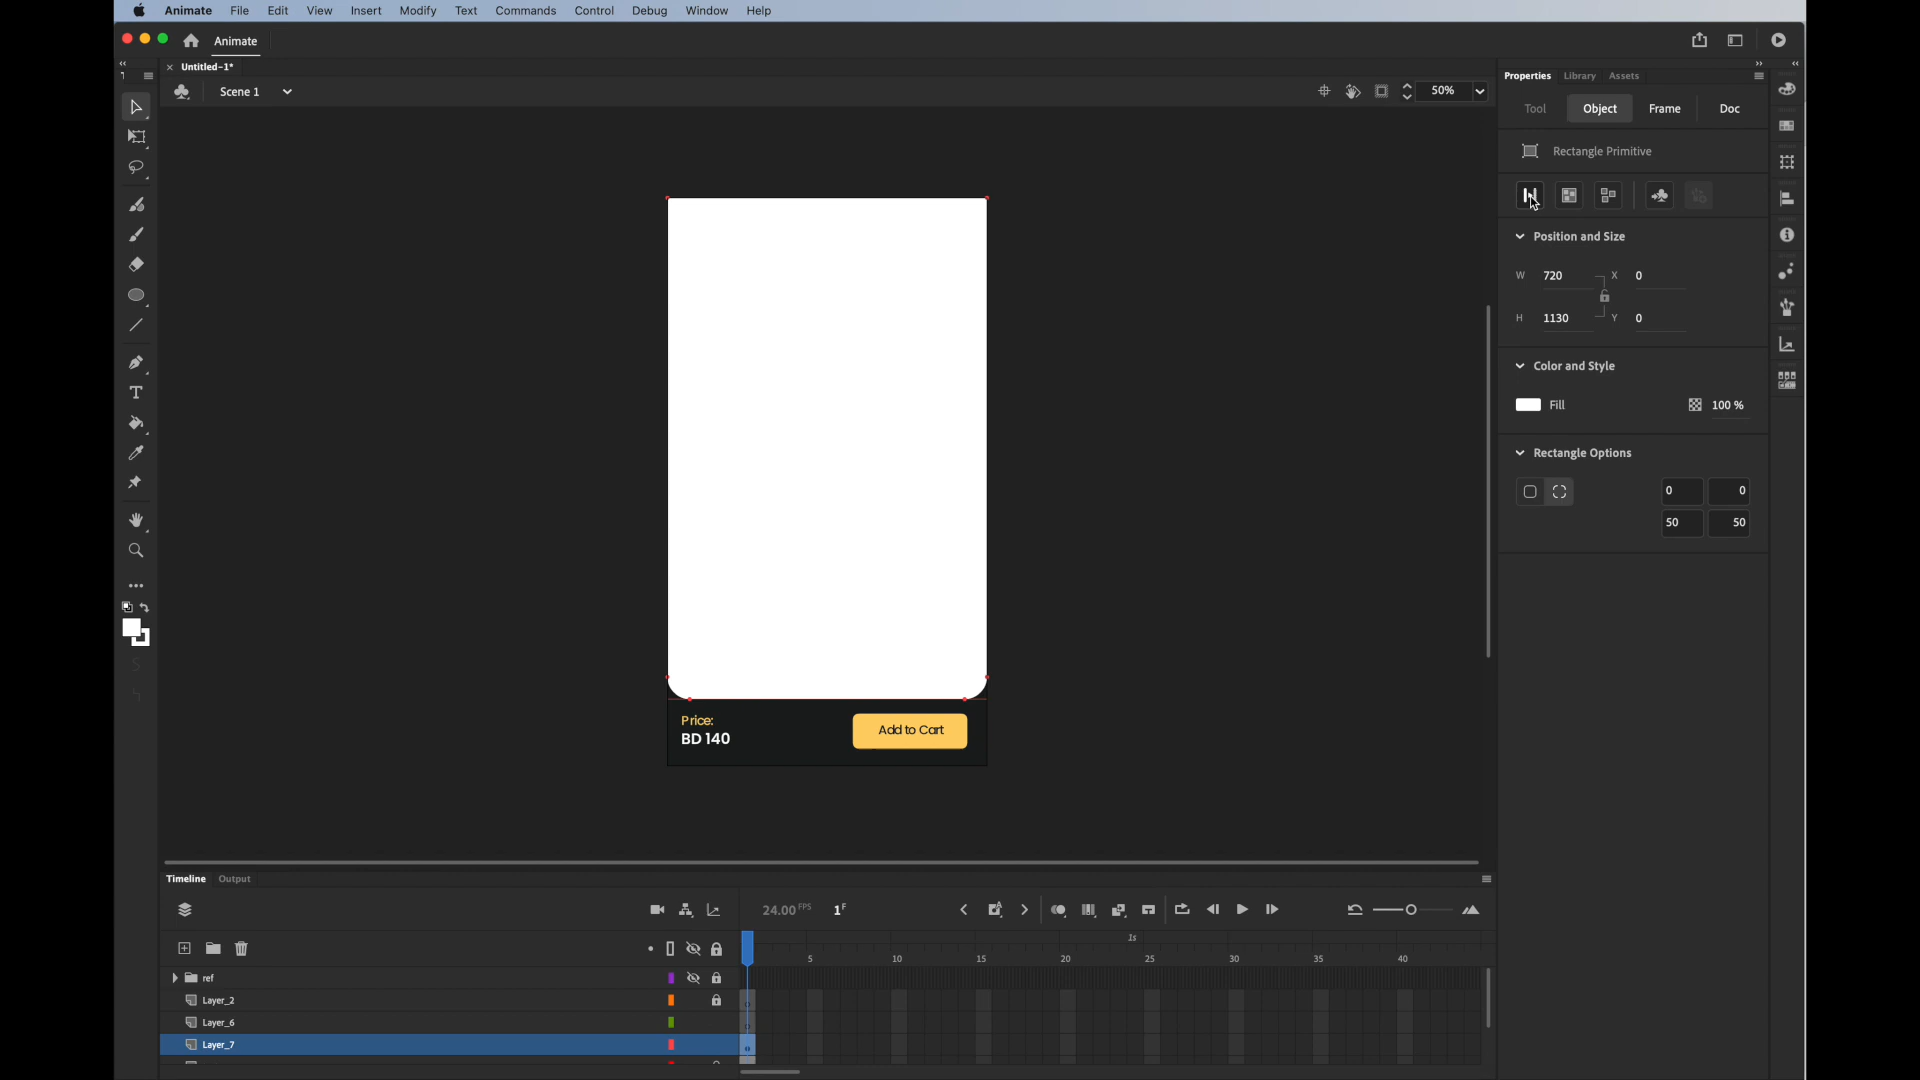 Animate File Edit View Insert Modify Text Commands Control Debug Window Help
Animate
Untitled-1*
Scene 1
50%
Properties Library Assets
Tool Object Frame Doc
Rectangle Primitive
Position and Size
W 720 X 0
H 1130 Y 0
Color and Style
Fill 100 %
Rectangle Options
0 0
50 50
Price:
BD 140
Add to Cart
Timeline Output
24.00 FPS 1 F
1s
5 10 15 20 25 30 35 40
ref
Layer_2
Layer_6
Layer_7